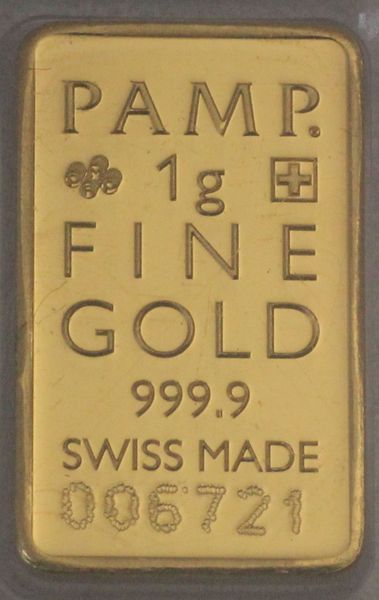 PAMP.
1g
FINE
GOLD
999.9
SWISS MADE
006721